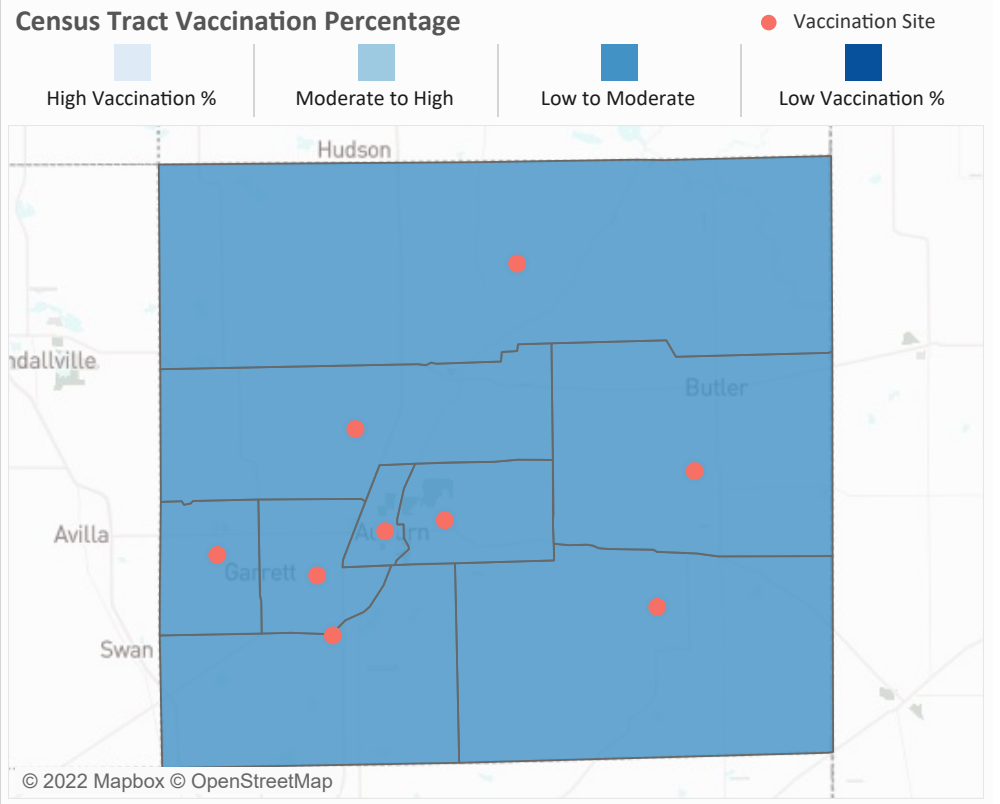 Census Tract Vaccination Percentage
Vaccination Site
High Vaccination %
Moderate to High
Low to Moderate
Low Vaccination %
Hudson
ndallville
Butler
Avilla
Auburn
Garrett
Swan
© 2022 Mapbox © OpenStreetMap